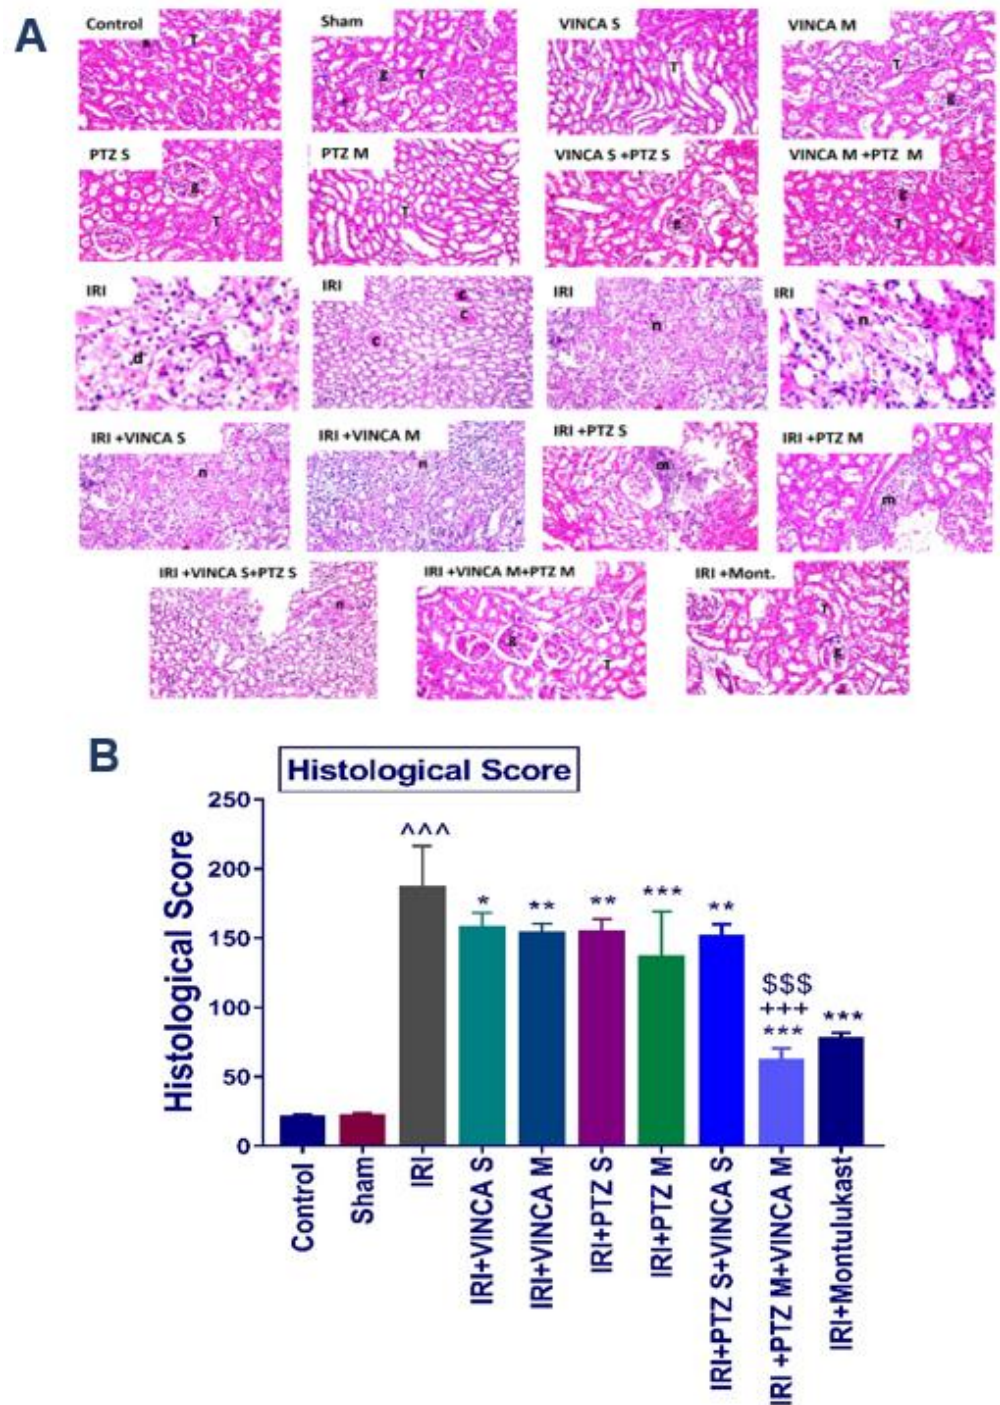 A
Control
Sham
VINCA S
VINCA M
T
g T
T
T
g
PTZ S
PTZ M
VINCA S +PTZ S
VINCA M +PTZ M
g
T
T
g
g
T
IRI
IRI
IRI
IRI
d
c
c
c
n
n
IRI +VINCA S
IRI +VINCA M
IRI +PTZ S
IRI +PTZ M
n
n
m
m
IRI +VINCA S+PTZ S
IRI +VINCA M+PTZ M
IRI +Mont.
n
g
T
T
g
B
Histological Score
Histological Score
250
200
150
100
50
0
^^^
*
**
**
***
**
$$$
+++
***
***
Control
Sham
IRI
IRI+VINCA S
IRI+VINCA M
IRI+PTZ S
IRI+PTZ M
IRI+PTZ S+VINCA S
IRI +PTZ M+VINCA M
IRI+Montulukast